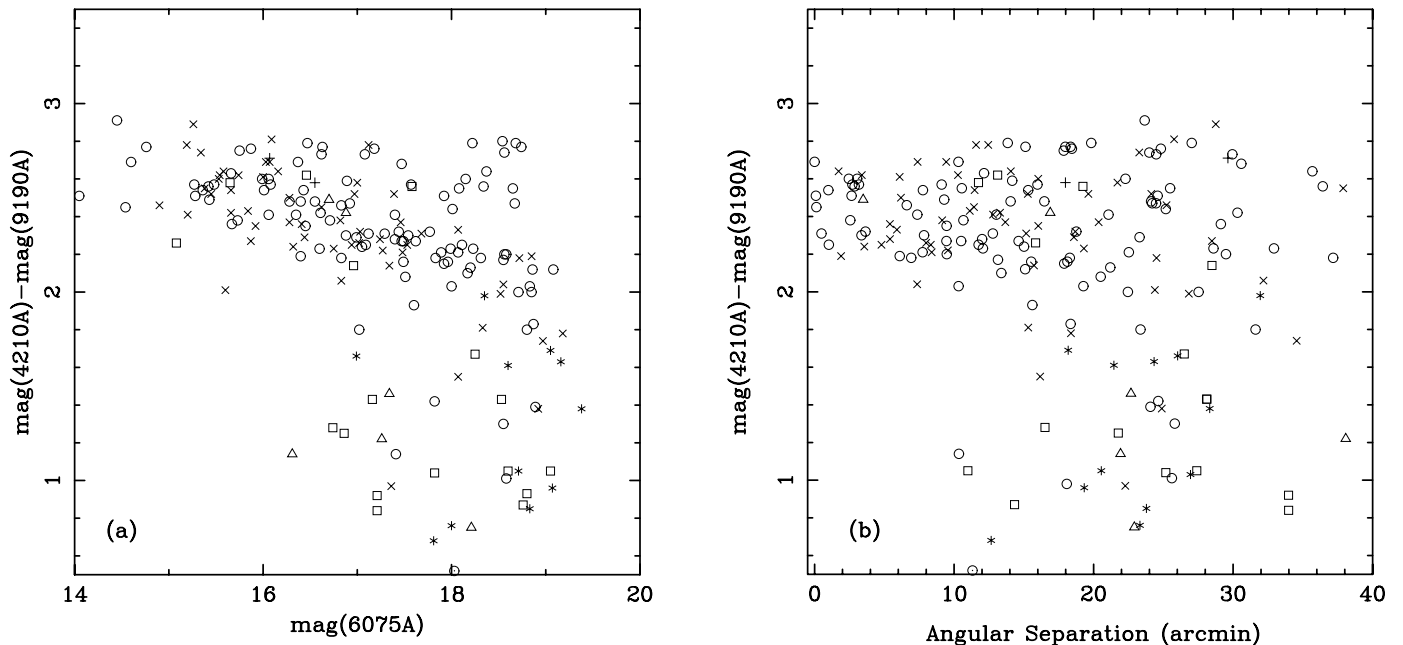 3
2
1
mag(4210A)−mag(9190A)
(a)
14 16 18 20
mag(6075A)
3
2
1
mag(4210A)−mag(9190A)
(b)
0 10 20 30 40
Angular Separation (arcmin)